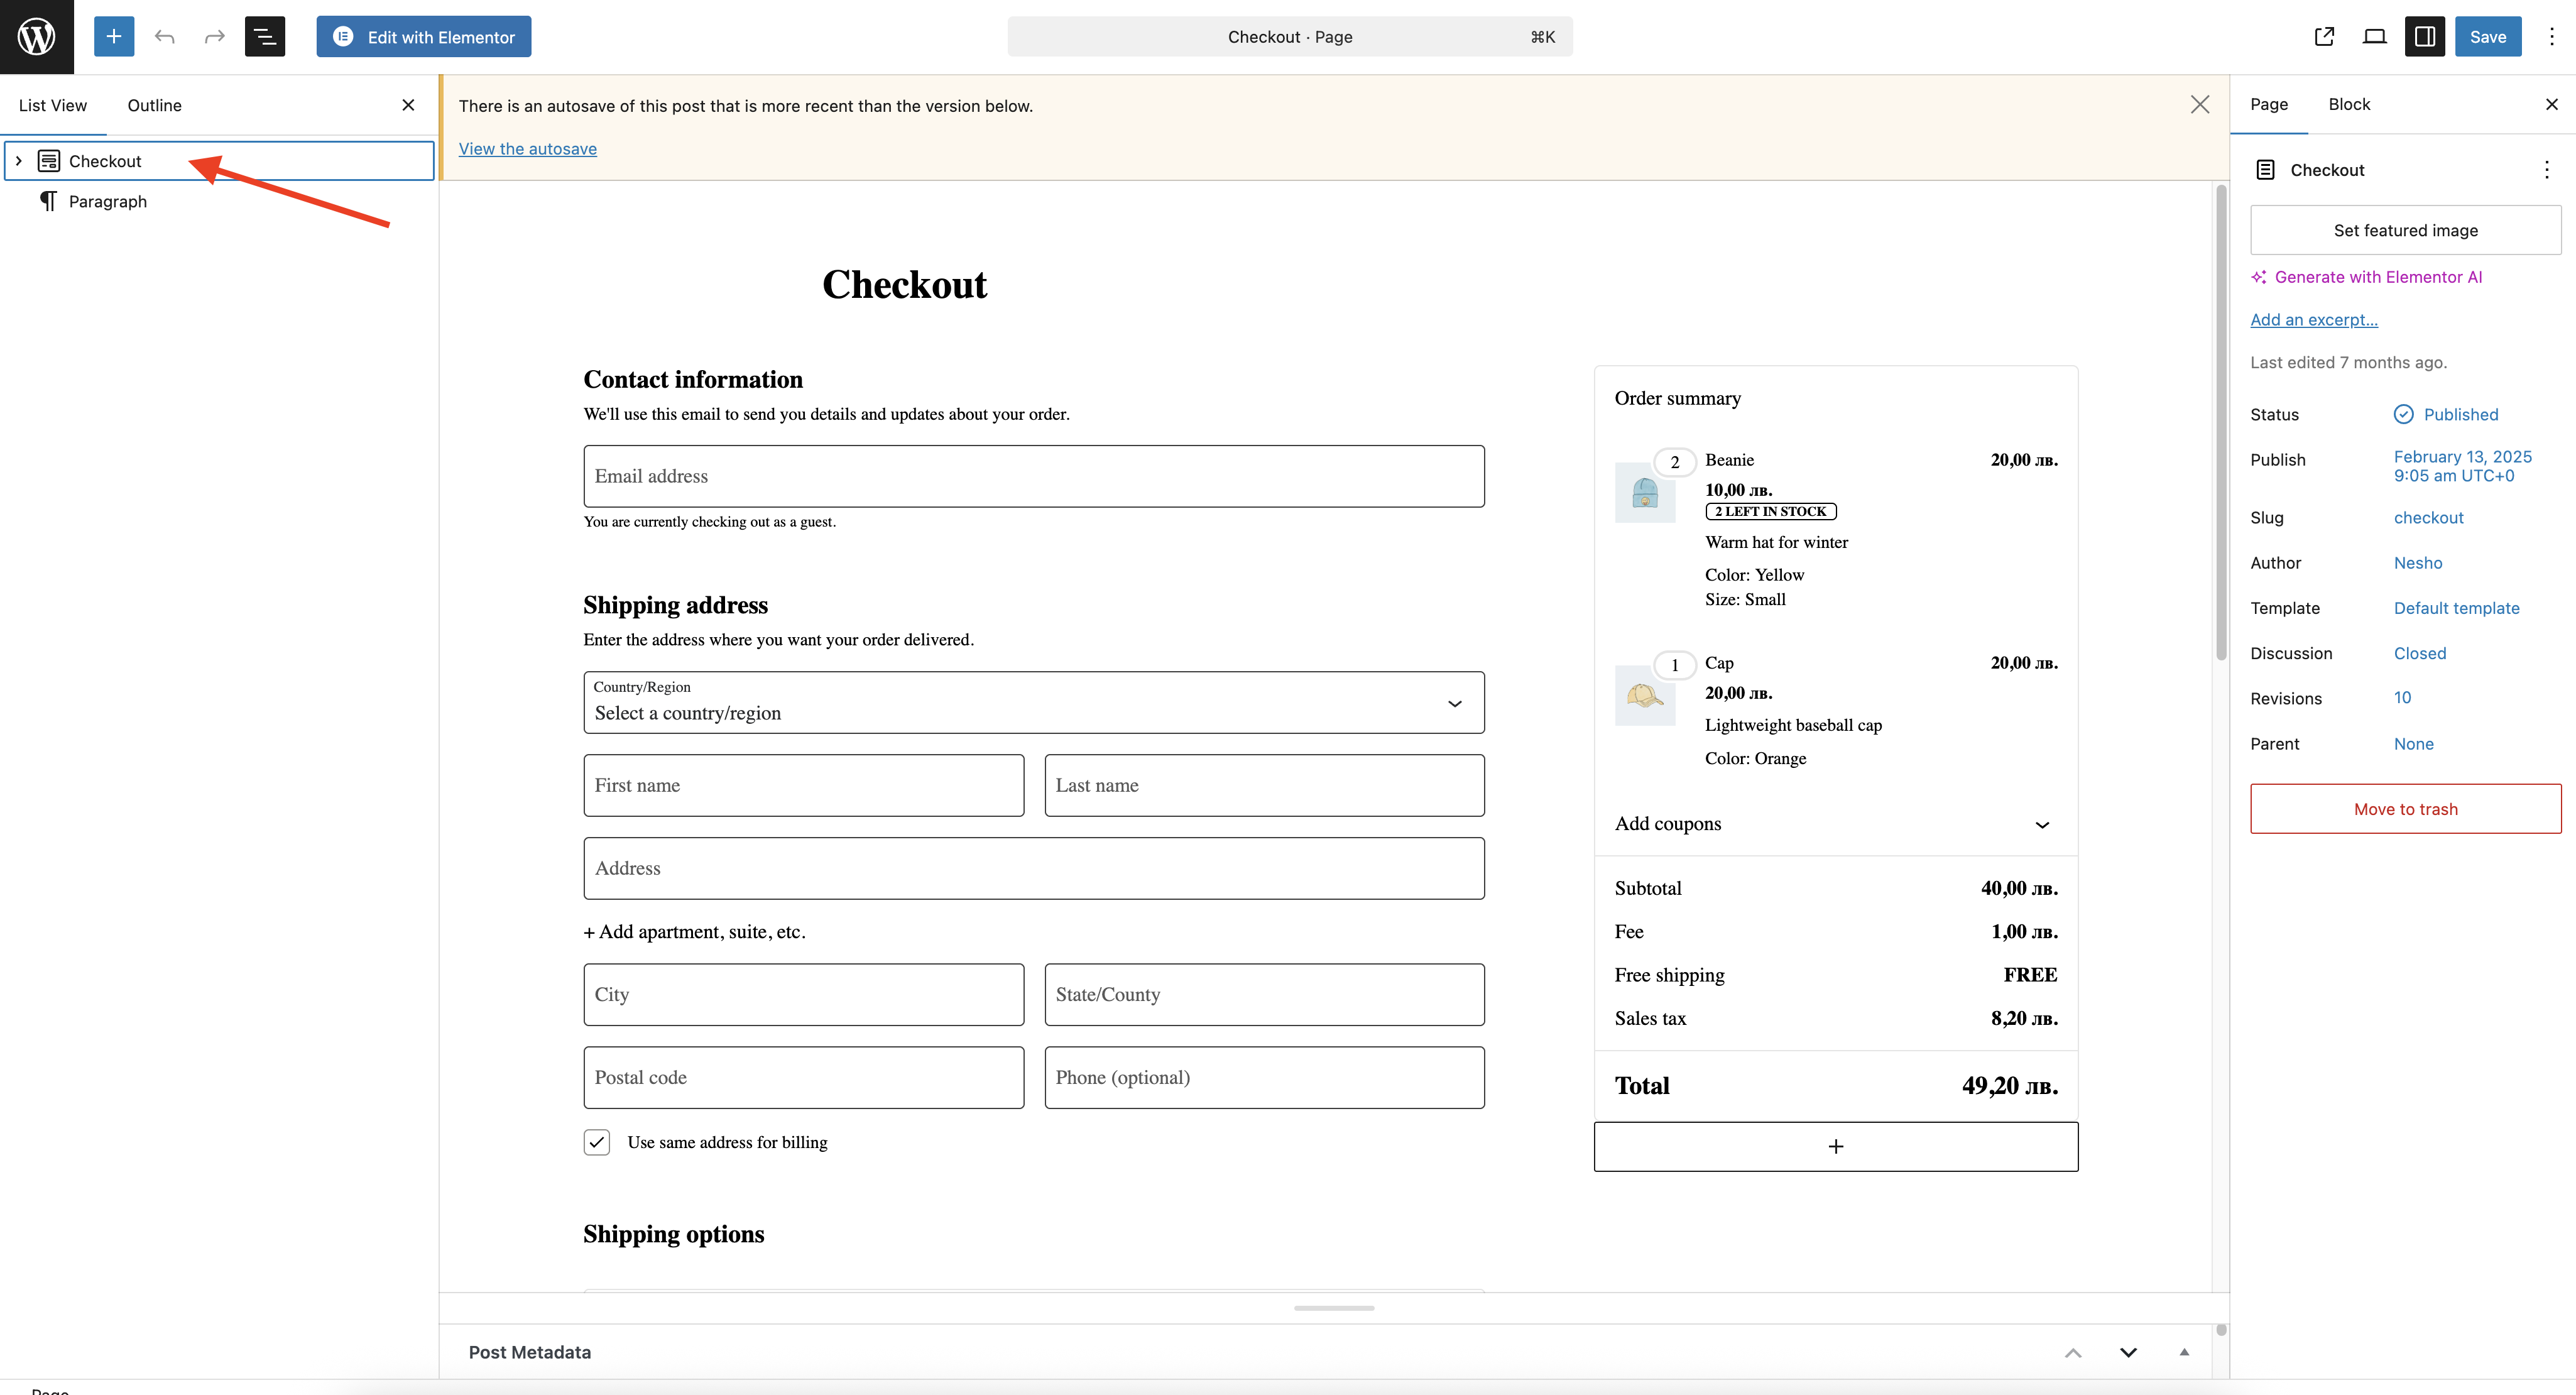 Edit with Elementor
Checkout · Page
⌘K
Save
List View
Outline
Checkout
Paragraph
There is an autosave of this post that is more recent than the version below.
View the autosave
Checkout
Contact information
We'll use this email to send you details and updates about your order.
Email address
You are currently checking out as a guest.
Shipping address
Enter the address where you want your order delivered.
Country/Region
Select a country/region
First name
Last name
Address
+ Add apartment, suite, etc.
City
State/County
Postal code
Phone (optional)
Use same address for billing
Shipping options
Order summary
2
Beanie
20,00 лв.
10,00 лв.
2 LEFT IN STOCK
Warm hat for winter
Color: Yellow
Size: Small
1
Cap
20,00 лв.
20,00 лв.
Lightweight baseball cap
Color: Orange
Add coupons
Subtotal
40,00 лв.
Fee
1,00 лв.
Free shipping
FREE
Sales tax
8,20 лв.
Total
49,20 лв.
Post Metadata
Page
Page
Block
Checkout
Set featured image
Generate with Elementor AI
Add an excerpt...
Last edited 7 months ago.
Status
Published
Publish
February 13, 2025
9:05 am UTC+0
Slug
checkout
Author
Nesho
Template
Default template
Discussion
Closed
Revisions
10
Parent
None
Move to trash